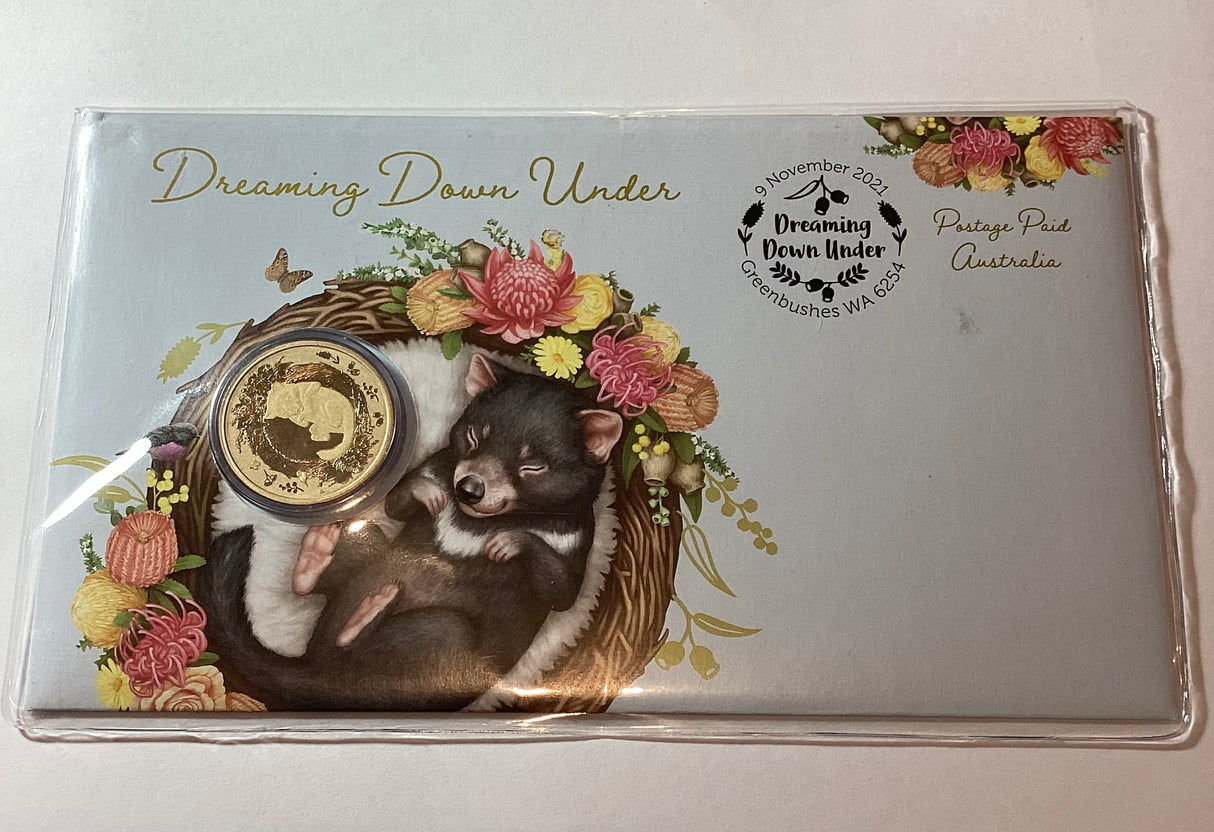 Dreaming Down Under
9 November 2021
Dreaming
Down Under
Greenbushes WA 6254
Postage Paid
Australia